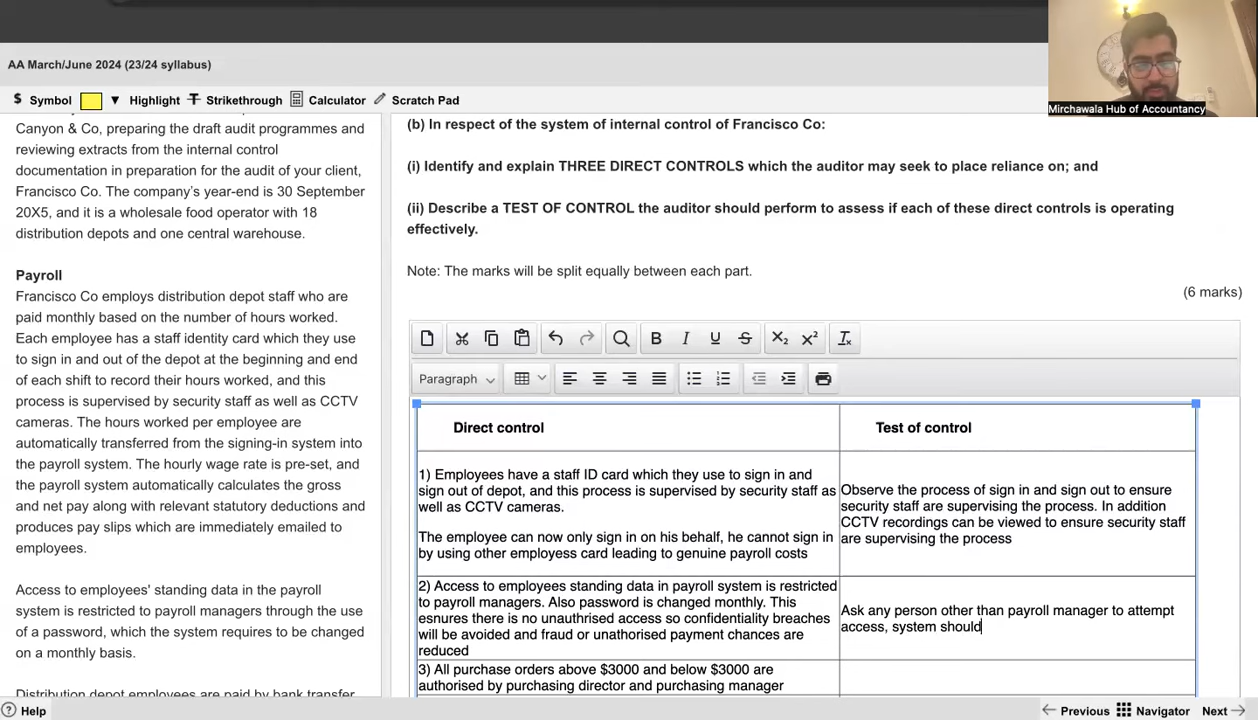 Mirchawala Hub of Accountancy
AA March/June 2024 (23/24 syllabus)
$ Symbol Highlight Strikethrough Calculator Scratch Pad
Canyon & Co, preparing the draft audit programmes and
reviewing extracts from the internal control
documentation in preparation for the audit of your client,
Francisco Co. The company's year-end is 30 September
20X5, and it is a wholesale food operator with 18
distribution depots and one central warehouse.
Payroll
Francisco Co employs distribution depot staff who are
paid monthly based on the number of hours worked.
Each employee has a staff identity card which they use
to sign in and out of the depot at the beginning and end
of each shift to record their hours worked, and this
process is supervised by security staff as well as CCTV
cameras. The hours worked per employee are
automatically transferred from the signing-in system into
the payroll system. The hourly wage rate is pre-set, and
the payroll system automatically calculates the gross
and net pay along with relevant statutory deductions and
produces pay slips which are immediately emailed to
employees.
Access to employees' standing data in the payroll
system is restricted to payroll managers through the use
of a password, which the system requires to be changed
on a monthly basis.
Distribution depot employees are paid by bank transfer
(b) In respect of the system of internal control of Francisco Co:
(i) Identify and explain THREE DIRECT CONTROLS which the auditor may seek to place reliance on; and
(ii) Describe a TEST OF CONTROL the auditor should perform to assess if each of these direct controls is operating
effectively.
Note: The marks will be split equally between each part.
(6 marks)
B I U S X₂ X² Tx
Paragraph
Direct control
1) Employees have a staff ID card which they use to sign in and
sign out of depot, and this process is supervised by security staff as
well as CCTV cameras.
The employee can now only sign in on his behalf, he cannot sign in
by using other employess card leading to genuine payroll costs
2) Access to employees standing data in payroll system is restricted
to payroll managers. Also password is changed monthly. This
esnures there is no unauthrised access so confidentiality breaches
will be avoided and fraud or unathorised payment chances are
reduced
3) All purchase orders above $3000 and below $3000 are
authorised by purchasing director and purchasing manager
Test of control
Observe the process of sign in and sign out to ensure
security staff are supervising the process. In addition
CCTV recordings can be viewed to ensure security staff
are supervising the process
Ask any person other than payroll manager to attempt
access, system should
Help
Previous Navigator Next